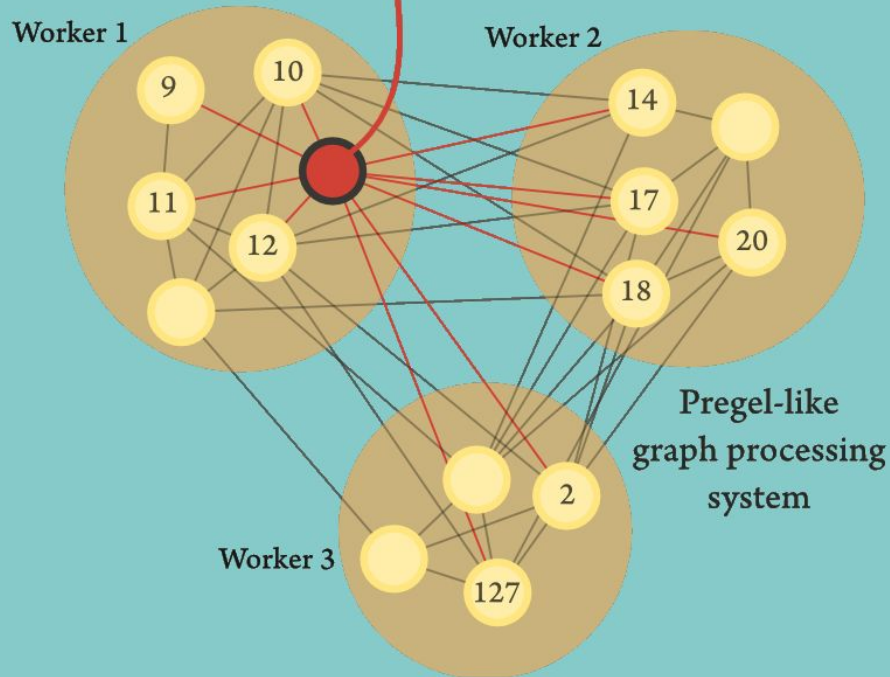 Worker 1
Worker 2
9
10
14
11
17
12
20
18
Pregel-like
graph processing
system
2
Worker 3
127